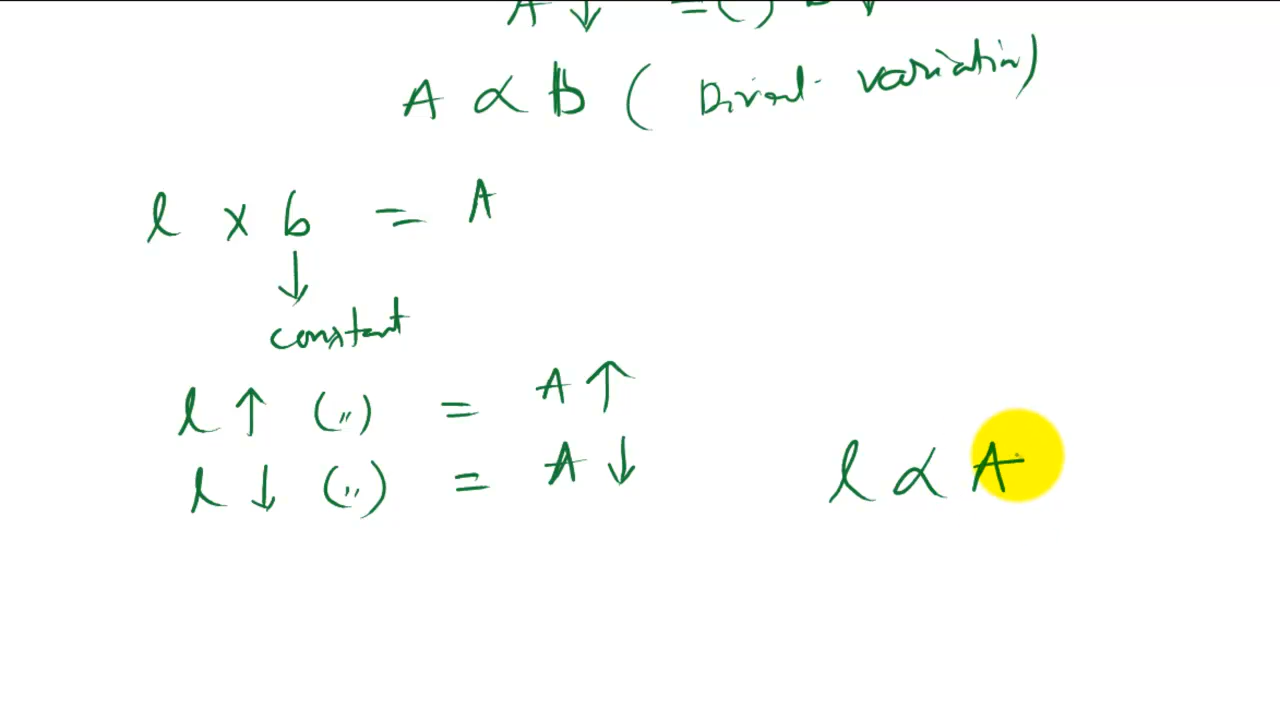 A ↓ = ( )
A ∝ B ( Direct variation)
l × b = A
↓
constant
l ↑ (,,) = A ↑
l ↓ (,,) = A ↓ l ∝ A